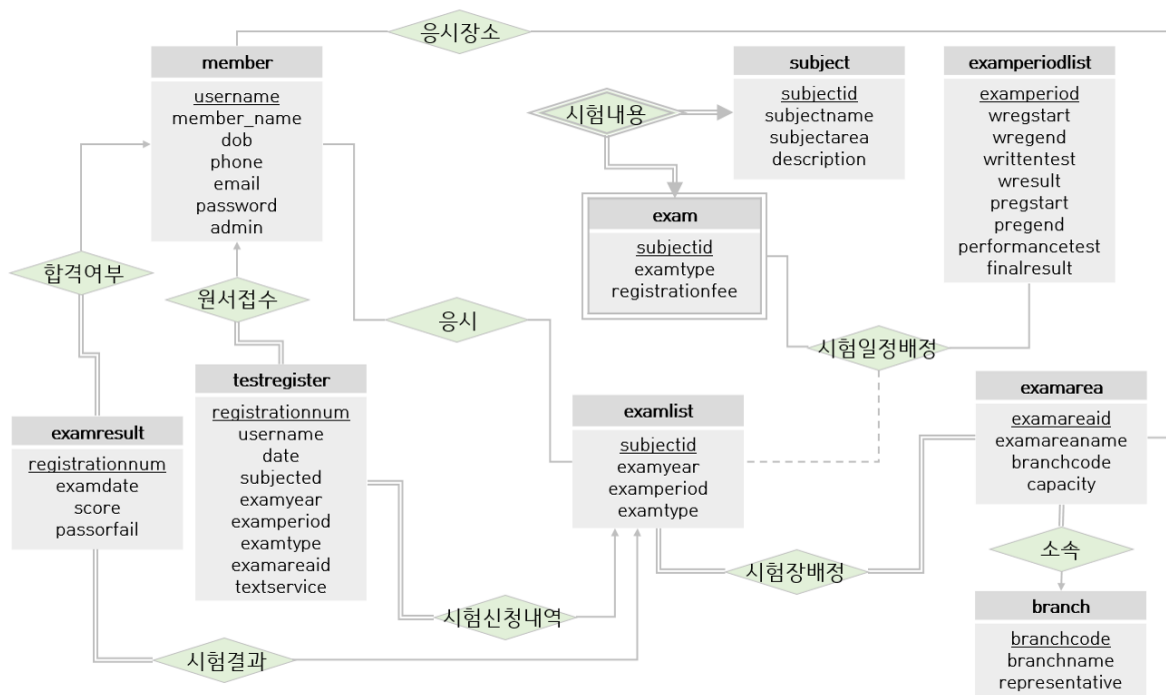 응시장소
member
username
member_name
dob
phone
email
password
admin
subject
subjectid
subjectname
subjectarea
description
examperiodlist
examperiod
wregstart
wregend
writtentest
wresult
pregstart
pregend
performancetest
finalresult
시험내용
exam
subjectid
examtype
registrationfee
합격여부
원서접수
응시
시험일정배정
testregister
registrationnum
username
date
subjected
examyear
examperiod
examtype
examareaid
textservice
examresult
registrationnum
examdate
score
passorfail
examlist
subjectid
examyear
examperiod
examtype
examarea
examareaid
examareaname
branchcode
capacity
소속
시험장배정
시험신청내역
시험결과
branch
branchcode
branchname
representative